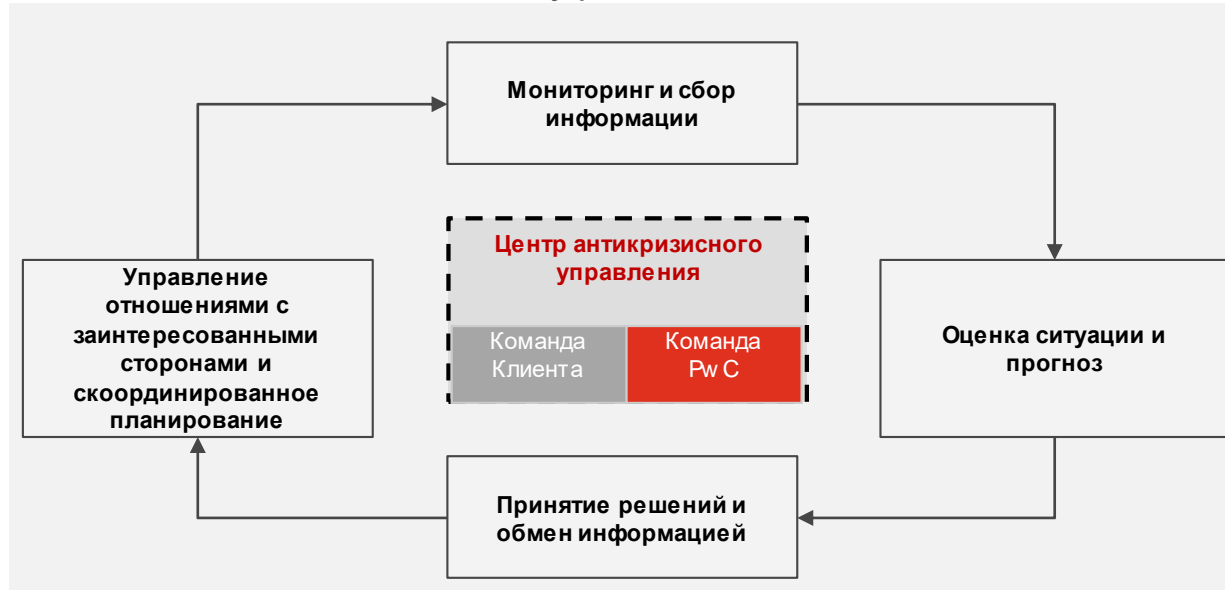 Мониторинг и сбор
информации
Центр антикризисного
управления
Команда
Клиента
Команда
PwC
Управление
отношениями с
заинтересованными
сторонами и
скоординированное
планирование
Оценка ситуации и
прогноз
Принятие решений и
обмен информацией